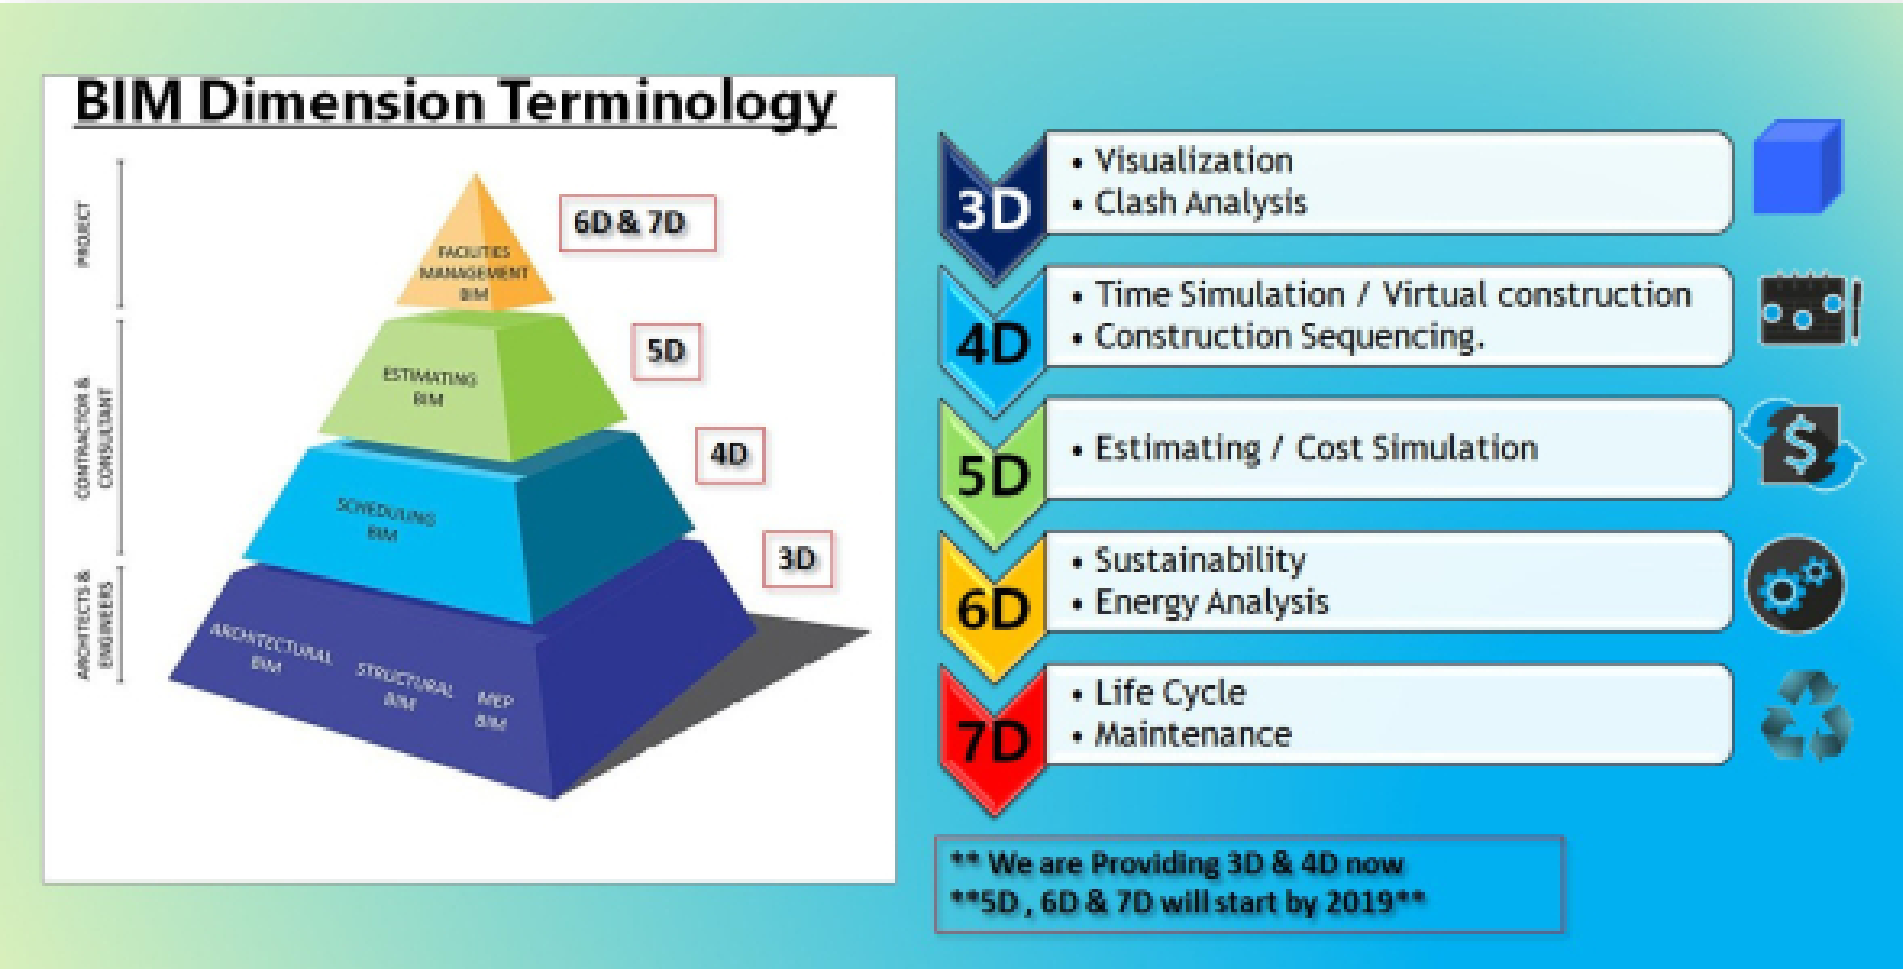 BIM Dimension Terminology
PROJECT
CONTRACTOR &
CONSULTANT
ARCHITECTS &
ENGINEERS
FACILITIES
MANAGEMENT
BIM
6D & 7D
ESTIMATING
BIM
5D
SCHEDULING
BIM
4D
ARCHITECTURAL
BIM
STRUCTURAL
BIM
MEP
BIM
3D
3D
• Visualization
• Clash Analysis
4D
• Time Simulation / Virtual construction
• Construction Sequencing.
5D
• Estimating / Cost Simulation
$
6D
• Sustainability
• Energy Analysis
7D
• Life Cycle
• Maintenance
** We are Providing 3D & 4D now
**5D , 6D & 7D will start by 2019**